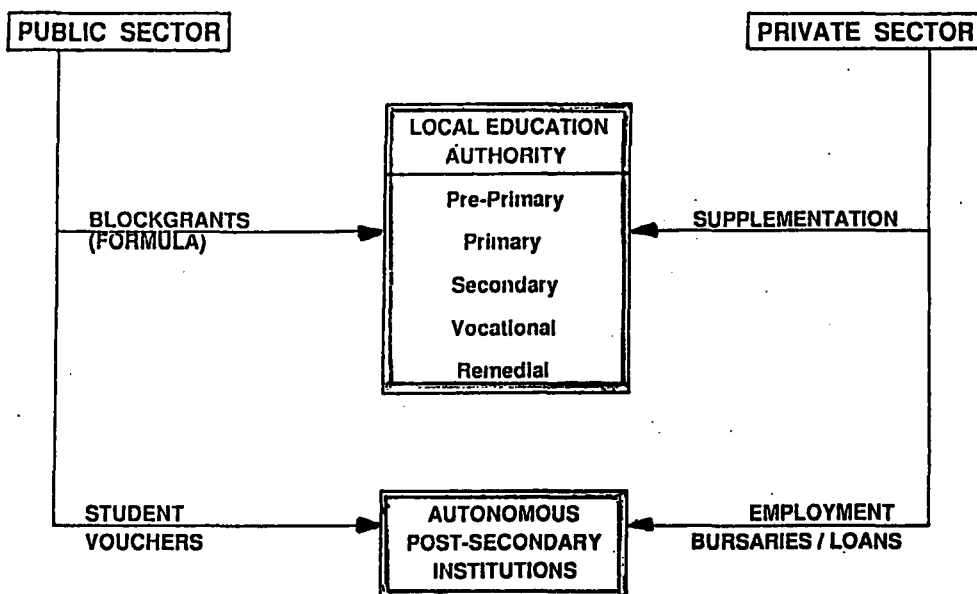 PUBLIC SECTOR
PRIVATE SECTOR
LOCAL EDUCATION
AUTHORITY
Pre-Primary
Primary
Secondary
Vocational
Remedial
BLOCKGRANTS
(FORMULA)
SUPPLEMENTATION
STUDENT
VOUCHERS
AUTONOMOUS
POST-SECONDARY
INSTITUTIONS
EMPLOYMENT
BURSARIES / LOANS